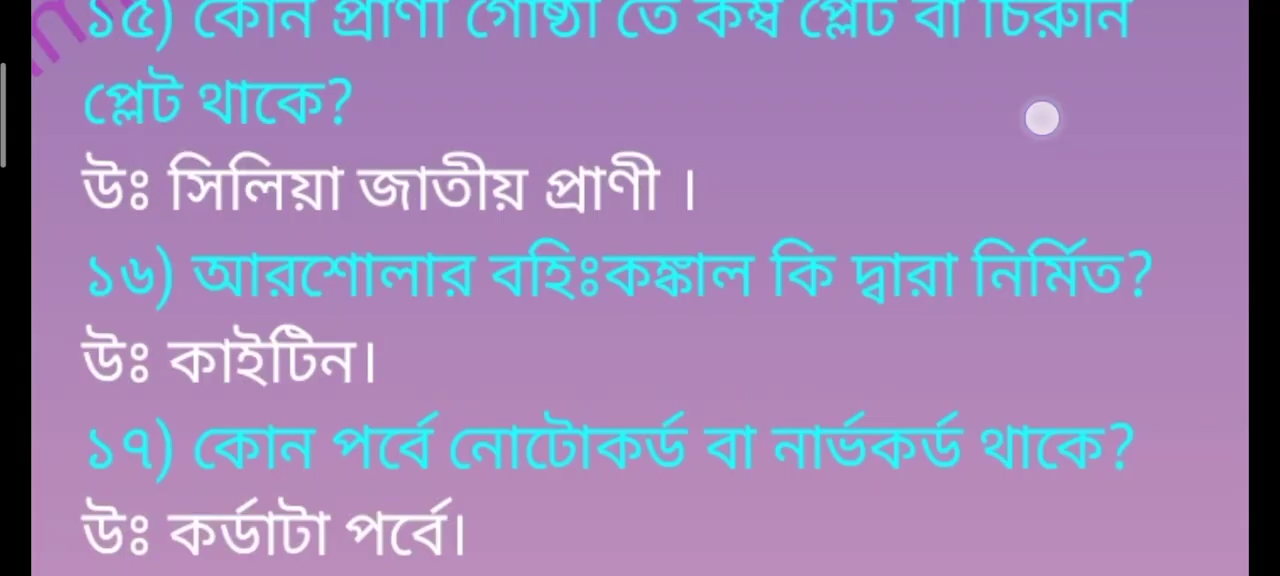 ১৫) কোন প্রাণী গোষ্ঠী তে কম্ব প্লেট বা চিরুনি
প্লেট থাকে?
উঃ সিলিয়া জাতীয় প্রাণী ।
১৬) আরশোলার বহিঃকঙ্কাল কি দ্বারা নির্মিত?
উঃ কাইটিন।
১৭) কোন পর্বে নোটোকর্ড বা নার্ভকর্ড থাকে?
উঃ কর্ডাটা পর্বে।